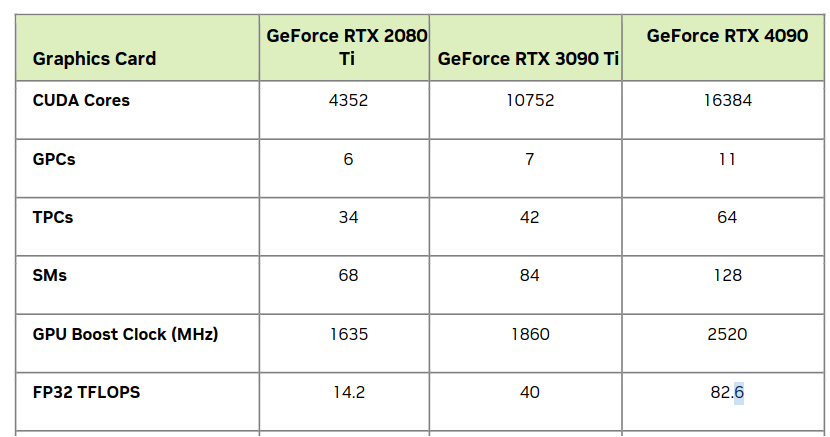 Graphics Card GeForce RTX 2080 Ti GeForce RTX 3090 Ti GeForce RTX 4090
CUDA Cores 4352 10752 16384
GPCs 6 7 11
TPCs 34 42 64
SMs 68 84 128
GPU Boost Clock (MHz) 1635 1860 2520
FP32 TFLOPS 14.2 40 82.6